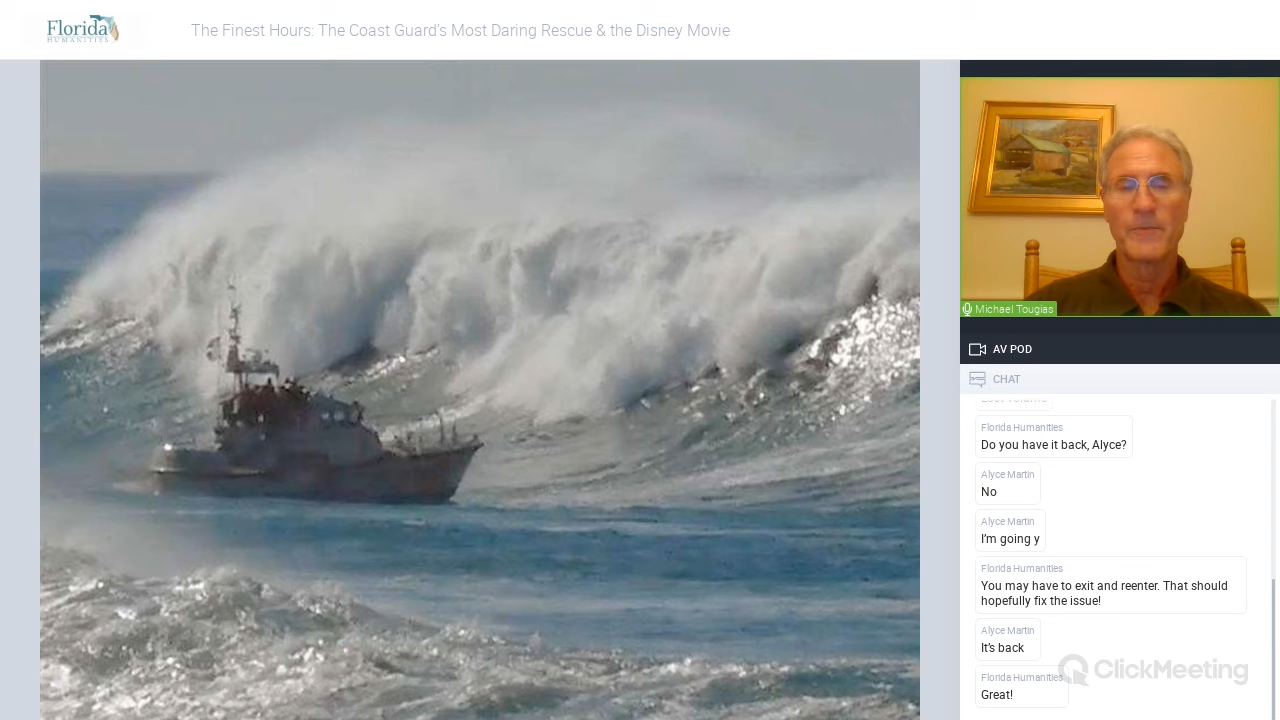 Florida
HUMANITIES
The Finest Hours: The Coast Guard's Most Daring Rescue & the Disney Movie
Michael Tougias
AV POD
CHAT
Florida Humanities
Do you have it back, Alyce?
Alyce Martin
No
Alyce Martin
I'm going y
Florida Humanities
You may have to exit and reenter. That should
hopefully fix the issue!
Alyce Martin
It's back
Florida Humanities
Great!
ClickMeeting